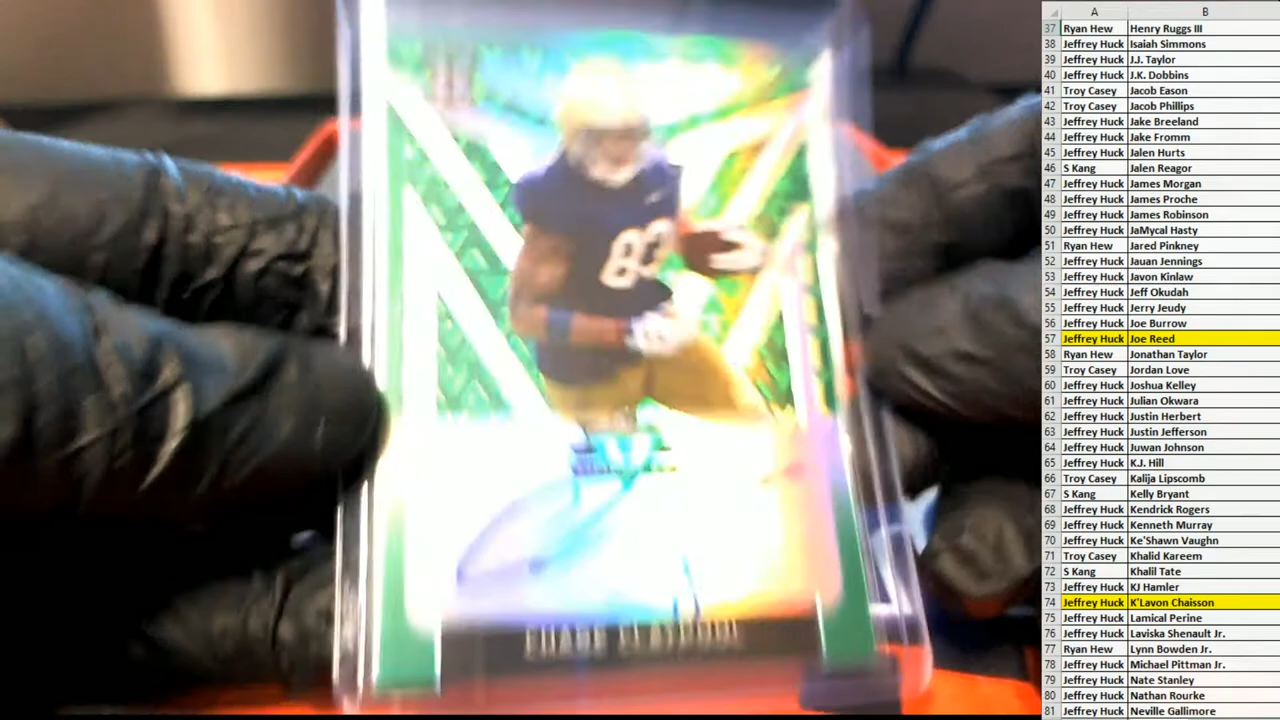 A B
37 Ryan Hew Henry Ruggs III
38 Jeffrey Huck Isaiah Simmons
39 Jeffrey Huck J.J. Taylor
40 Jeffrey Huck J.K. Dobbins
41 Troy Casey Jacob Eason
42 Troy Casey Jacob Phillips
43 Jeffrey Huck Jake Breeland
44 Jeffrey Huck Jake Fromm
45 Jeffrey Huck Jalen Hurts
46 S Kang Jalen Reagor
47 Jeffrey Huck James Morgan
48 Jeffrey Huck James Proche
49 Jeffrey Huck James Robinson
50 Jeffrey Huck JaMycal Hasty
51 Ryan Hew Jared Pinkney
52 Jeffrey Huck Jauan Jennings
53 Jeffrey Huck Javon Kinlaw
54 Jeffrey Huck Jeff Okudah
55 Jeffrey Huck Jerry Jeudy
56 Jeffrey Huck Joe Burrow
57 Jeffrey Huck Joe Reed
58 Ryan Hew Jonathan Taylor
59 Troy Casey Jordan Love
60 Jeffrey Huck Joshua Kelley
61 Jeffrey Huck Julian Okwara
62 Jeffrey Huck Justin Herbert
63 Jeffrey Huck Justin Jefferson
64 Jeffrey Huck Juwan Johnson
65 Jeffrey Huck K.J. Hill
66 Troy Casey Kalija Lipscomb
67 S Kang Kelly Bryant
68 Jeffrey Huck Kendrick Rogers
69 Jeffrey Huck Kenneth Murray
70 Jeffrey Huck Ke'Shawn Vaughn
71 Troy Casey Khalid Kareem
72 S Kang Khalil Tate
73 Jeffrey Huck KJ Hamler
74 Jeffrey Huck K'Lavon Chaisson
75 Jeffrey Huck Lamical Perine
76 Jeffrey Huck Laviska Shenault Jr.
77 Ryan Hew Lynn Bowden Jr.
78 Jeffrey Huck Michael Pittman Jr.
79 Jeffrey Huck Nate Stanley
80 Jeffrey Huck Nathan Rourke
81 Jeffrey Huck Neville Gallimore
83